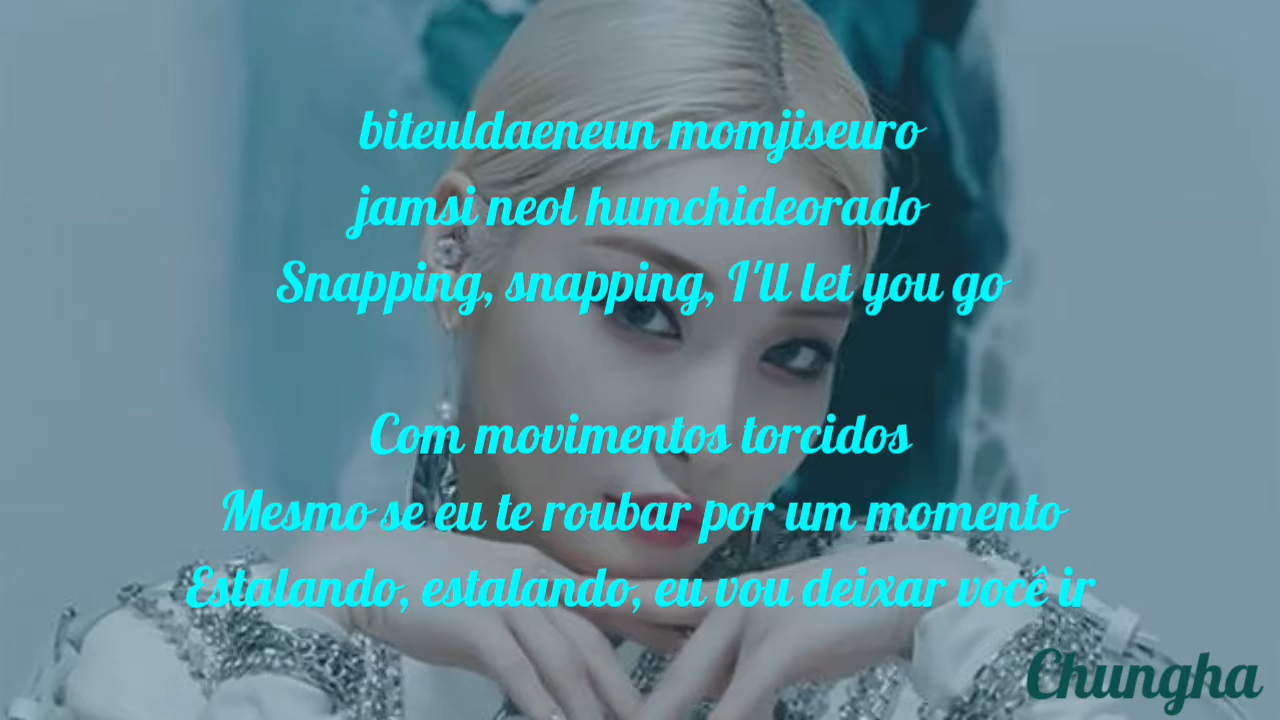 biteuldaeneun momjiseuro
jamsi neol humchideorado
Snapping, snapping, I'll let you go
Com movimentos torcidos
Mesmo se eu te roubar por um momento
Estalando, estalando, eu vou deixar você ir
Chungha